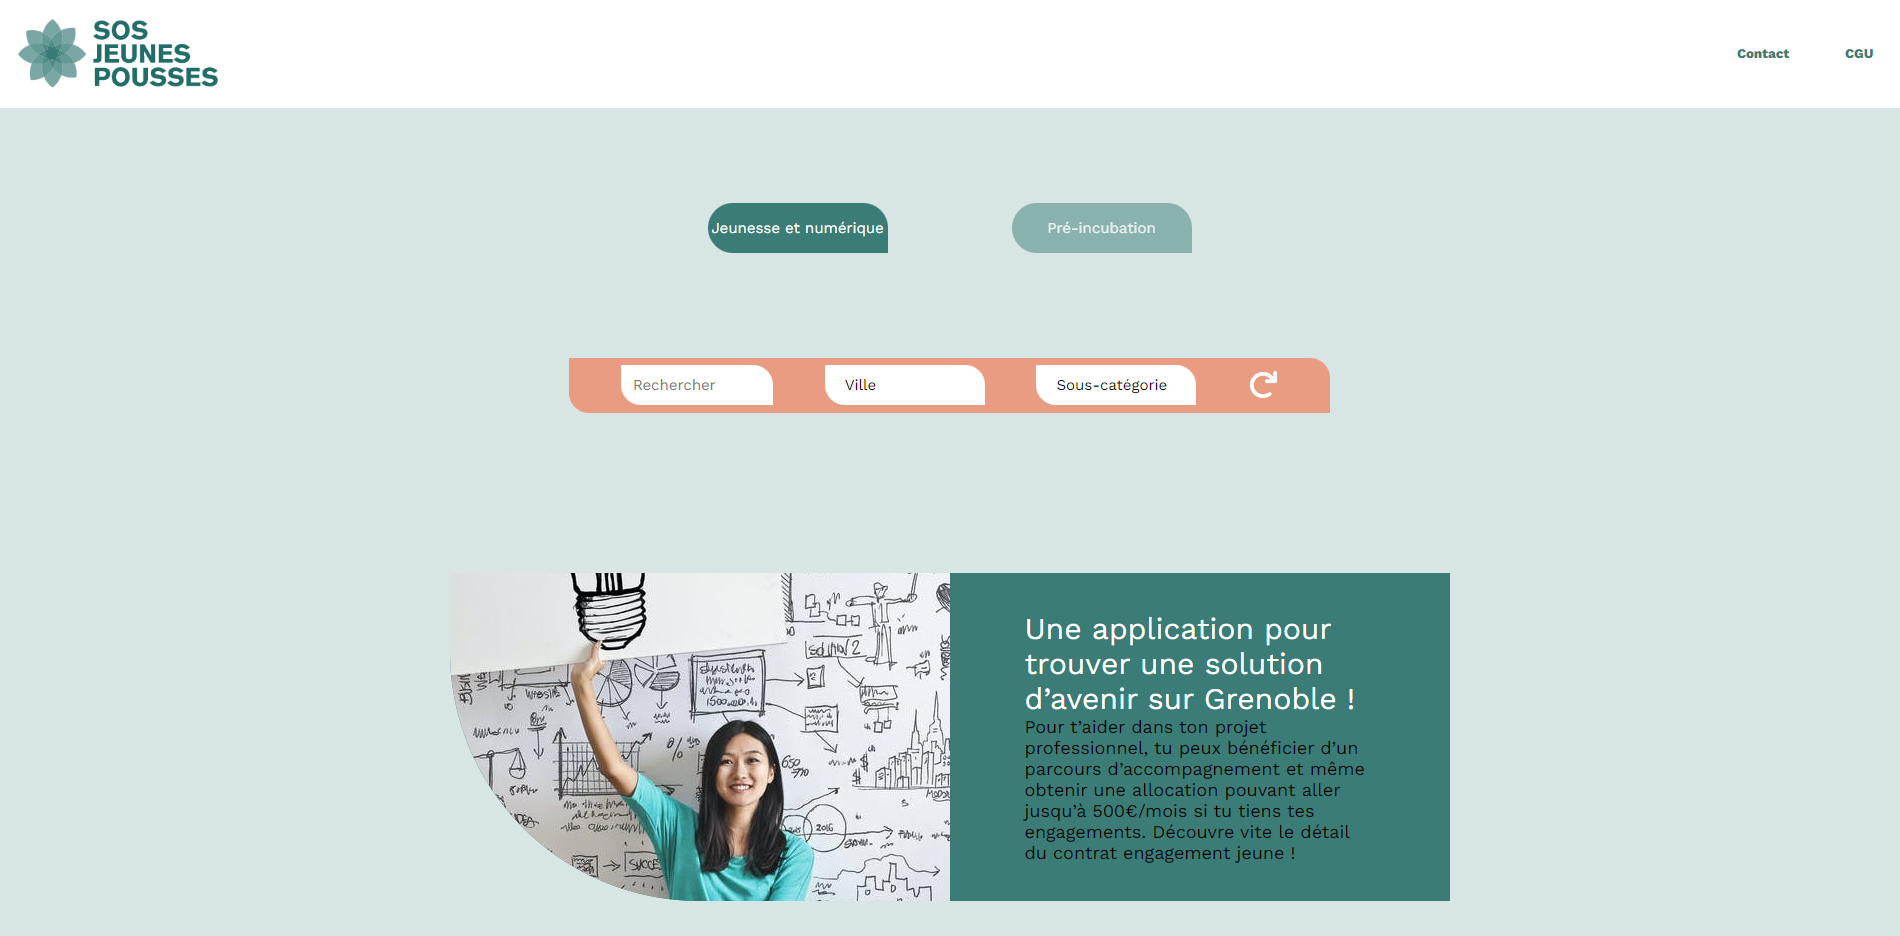 SOS
JEUNES
POUSSES
Contact
CGU
Jeunesse et numérique
Pré-incubation
Rechercher
Ville
Sous-catégorie
Une application pour
trouver une solution
d’avenir sur Grenoble !
Pour t’aider dans ton projet
professionnel, tu peux bénéficier d’un
parcours d’accompagnement et même
obtenir une allocation pouvant aller
jusqu’à 500€/mois si tu tiens tes
engagements. Découvre vite le détail
du contrat engagement jeune !
%
650
2016